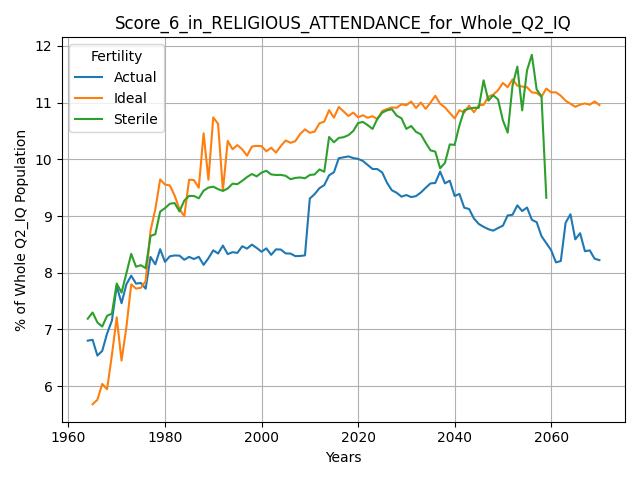 Score_6_in_RELIGIOUS_ATTENDANCE_for_Whole_Q2_IQ
Fertility
Actual
Ideal
Sterile
% of Whole Q2_IQ Population
12
11
10
9
8
7
6
1960
1980
2000
2020
2040
2060
Years